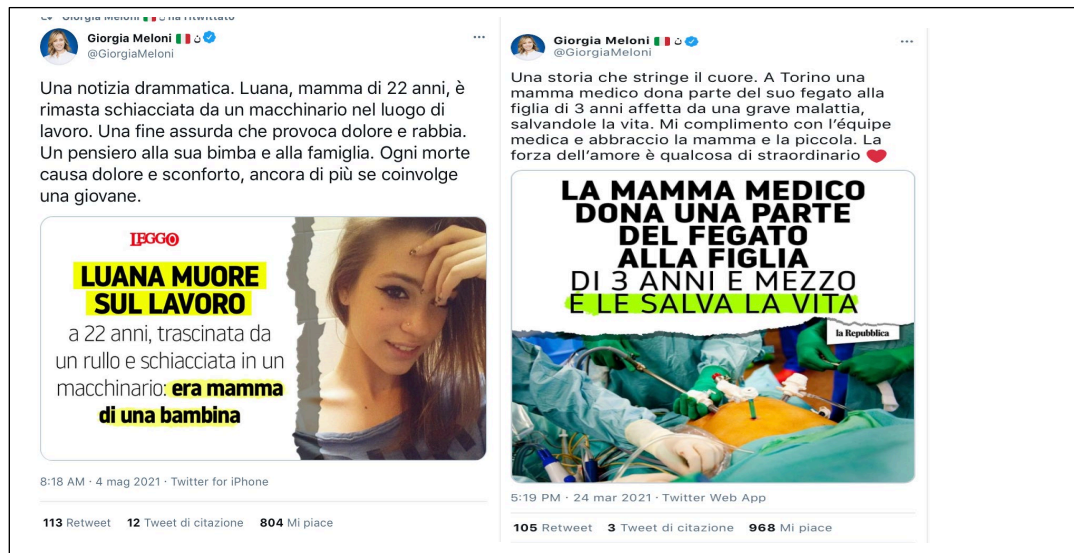 Giorgia Meloni ha ritwittato
Giorgia Meloni 🇮🇹 ن
@GiorgiaMeloni
Una notizia drammatica. Luana, mamma di 22 anni, è
rimasta schiacciata da un macchinario nel luogo di
lavoro. Una fine assurda che provoca dolore e rabbia.
Un pensiero alla sua bimba e alla famiglia. Ogni morte
causa dolore e sconforto, ancora di più se coinvolge
una giovane.
LEGGO
LUANA MUORE
SUL LAVORO
a 22 anni, trascinata da
un rullo e schiacciata in un
macchinario: era mamma
di una bambina
8:18 AM · 4 mag 2021 · Twitter for iPhone
113 Retweet 12 Tweet di citazione 804 Mi piace
Giorgia Meloni 🇮🇹 ن
@GiorgiaMeloni
Una storia che stringe il cuore. A Torino una
mamma medico dona parte del suo fegato alla
figlia di 3 anni affetta da una grave malattia,
salvandole la vita. Mi complimento con l'équipe
medica e abbraccio la mamma e la piccola. La
forza dell'amore è qualcosa di straordinario ❤️
LA MAMMA MEDICO
DONA UNA PARTE
DEL FEGATO
ALLA FIGLIA
DI 3 ANNI E MEZZO
E LE SALVA LA VITA
la Repubblica
5:19 PM · 24 mar 2021 · Twitter Web App
105 Retweet 3 Tweet di citazione 968 Mi piace